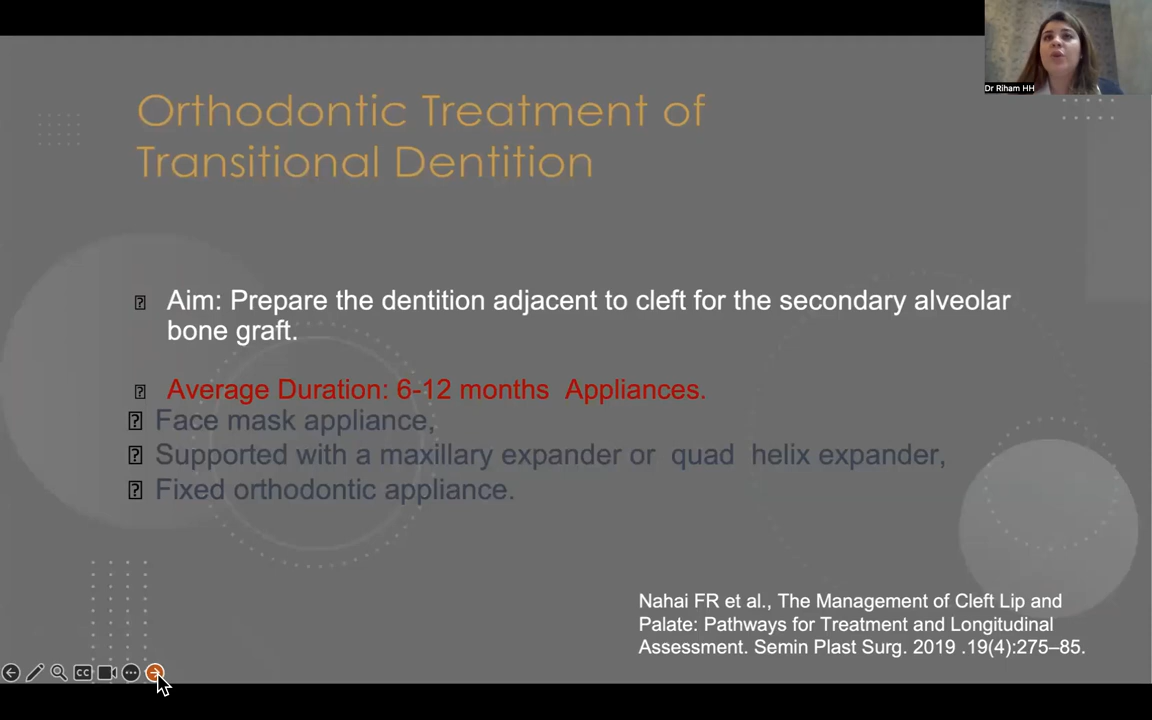 Dr Riham HH
Orthodontic Treatment of
Transitional Dentition
Aim: Prepare the dentition adjacent to cleft for the secondary alveolar
bone graft.
Average Duration: 6-12 months  Appliances.
Face mask appliance,
Supported with a maxillary expander or  quad  helix expander,
Fixed orthodontic appliance.
Nahai FR et al., The Management of Cleft Lip and
Palate: Pathways for Treatment and Longitudinal
Assessment. Semin Plast Surg. 2019 .19(4):275–85.
CC